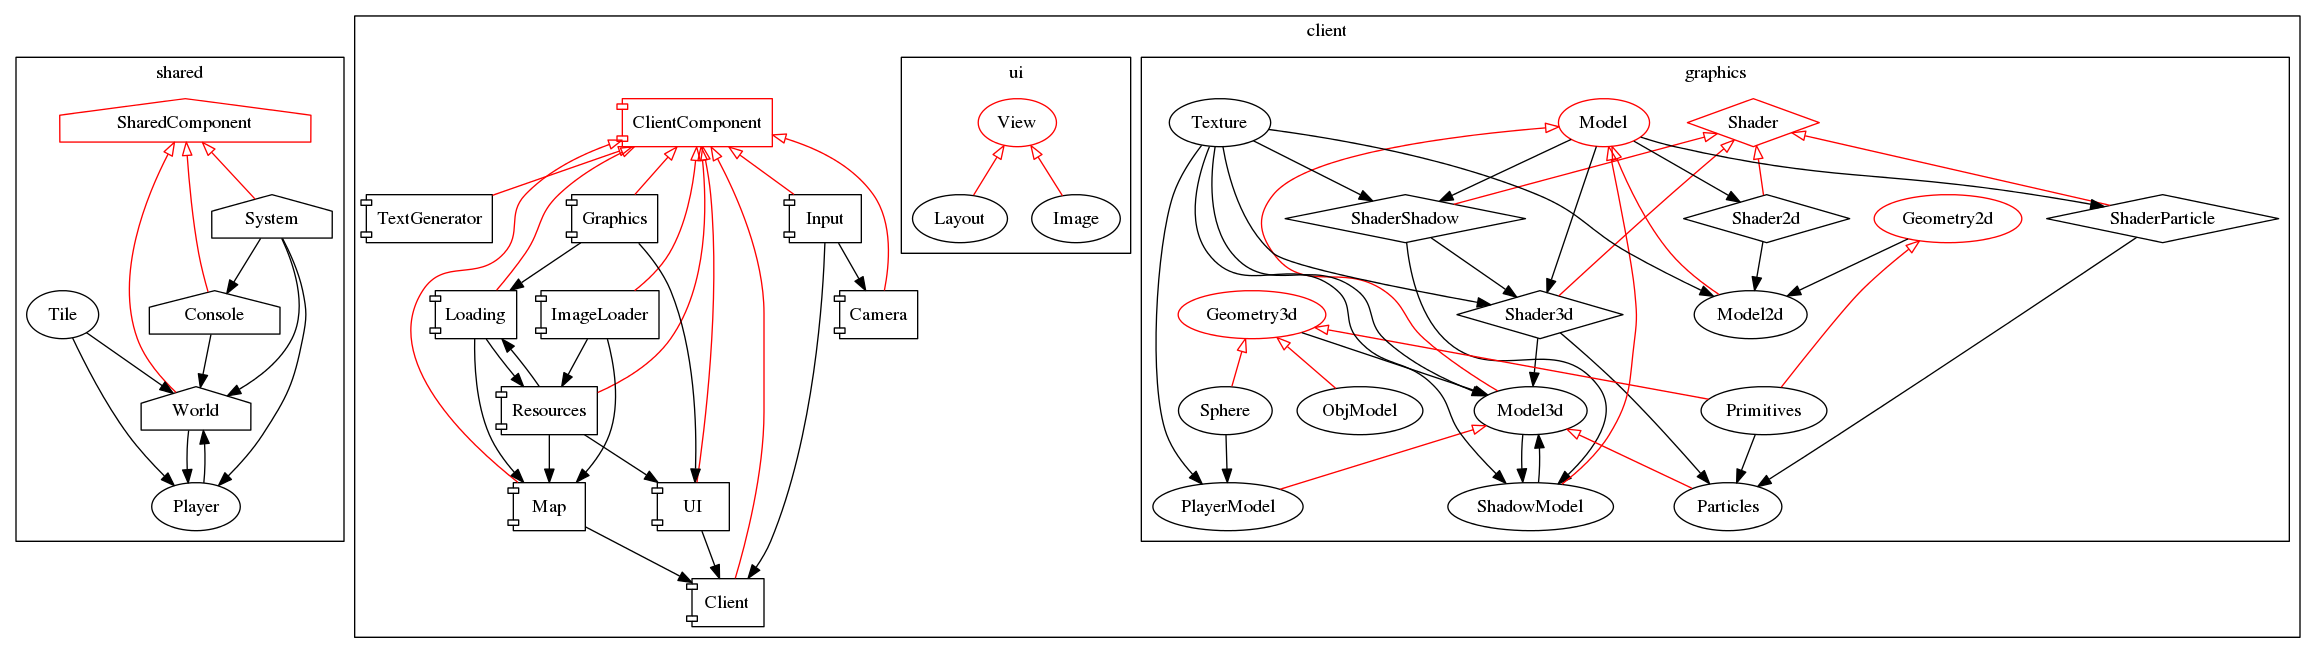 client
shared
ui
graphics
SharedComponent
ClientComponent
View
Texture
Model
Shader
System
TextGenerator
Graphics
Input
Layout
Image
ShaderShadow
Shader2d
Geometry2d
ShaderParticle
Tile
Console
Loading
ImageLoader
Camera
Geometry3d
Shader3d
Model2d
World
Resources
Sphere
ObjModel
Model3d
Primitives
Player
Map
UI
PlayerModel
ShadowModel
Particles
Client